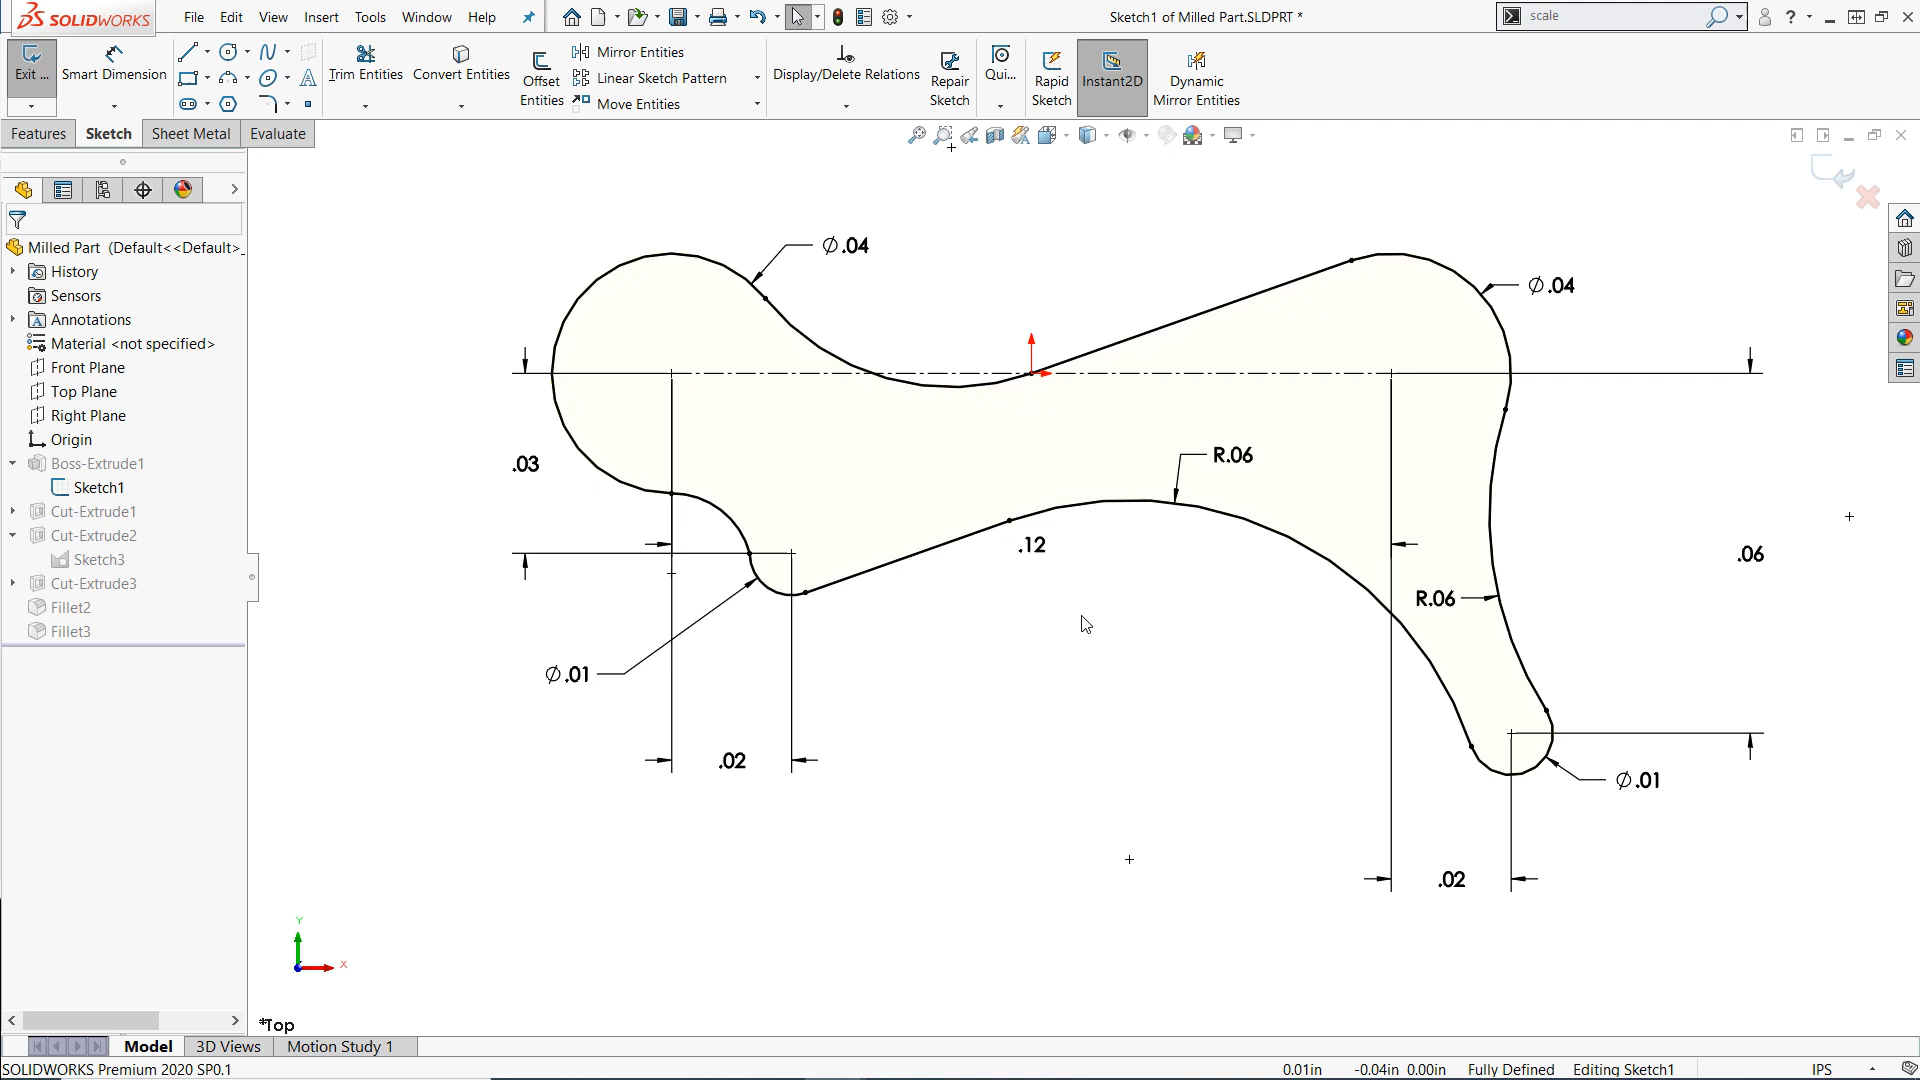 SOLIDWORKS
File Edit View Insert Tools Window Help
Sketch1 of Milled Part.SLDPRT *
scale
Exit ...
Smart Dimension
Trim Entities
Convert Entities
Offset Entities
Mirror Entities
Linear Sketch Pattern
Move Entities
Display/Delete Relations
Repair Sketch
Qui...
Rapid Sketch
Instant2D
Dynamic Mirror Entities
Features Sketch Sheet Metal Evaluate
Milled Part (Default<<Default>_
History
Sensors
Annotations
Material <not specified>
Front Plane
Top Plane
Right Plane
Origin
Boss-Extrude1
Sketch1
Cut-Extrude1
Cut-Extrude2
Sketch3
Cut-Extrude3
Fillet2
Fillet3
∅.04
∅.04
R.06
.03
.12
.06
R.06
∅.01
.02
∅.01
.02
Y
X
*Top
Model 3D Views Motion Study 1
SOLIDWORKS Premium 2020 SP0.1
0.01in -0.04in 0.00in Fully Defined Editing Sketch1 IPS